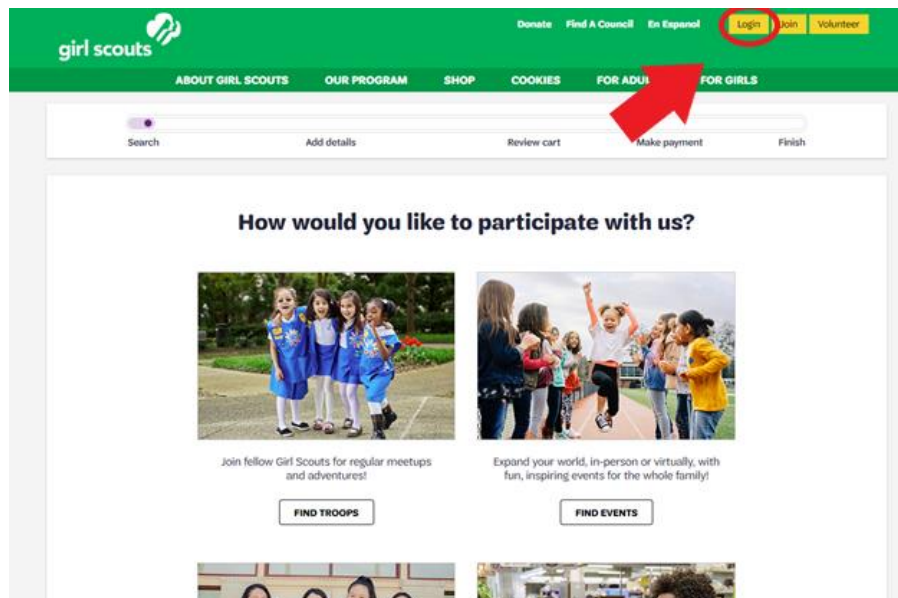 Donate Find A Council En Espanol Login Join Volunteer
girl scouts
ABOUT GIRL SCOUTS OUR PROGRAM SHOP COOKIES FOR ADU FOR GIRLS
Search Add details Review cart Make payment Finish
How would you like to participate with us?
Join fellow Girl Scouts for regular meetups
and adventures!
FIND TROOPS
Expand your world, in-person or virtually, with
fun, inspiring events for the whole family!
FIND EVENTS